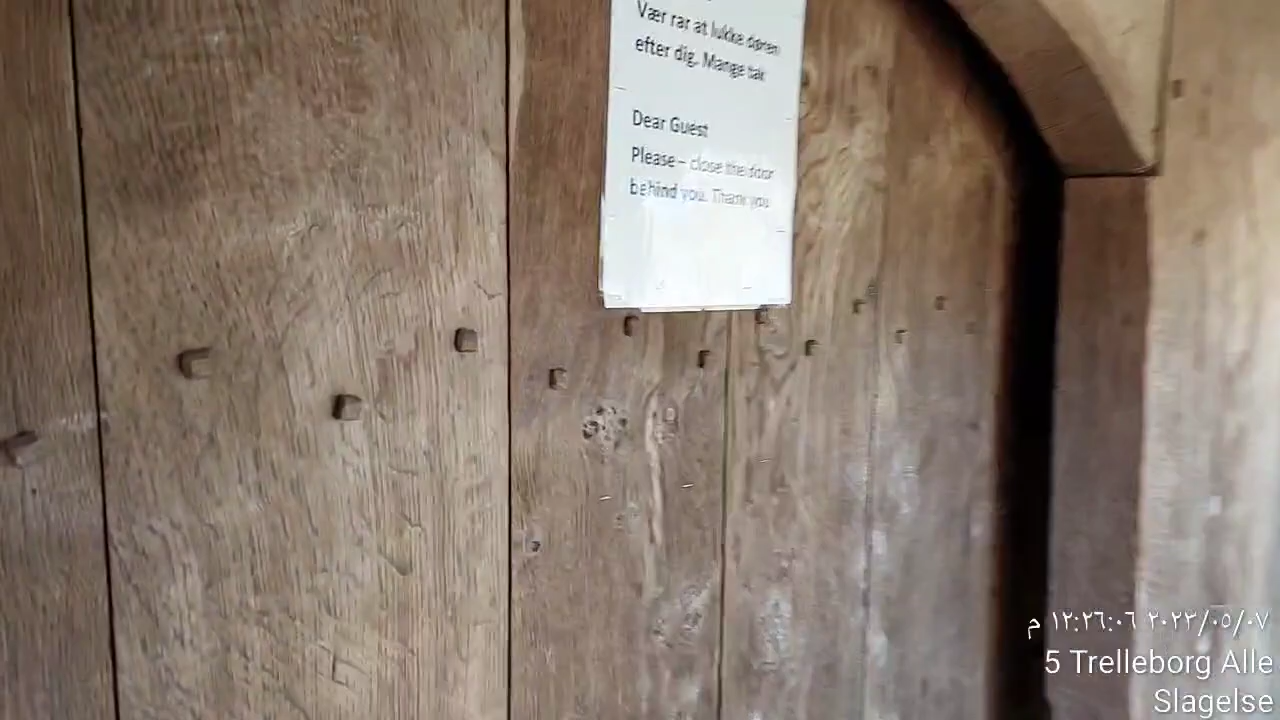 Vær rar at lukke døren
efter dig. Mange tak
Dear Guest
Please – close the door
behind you. Thank you
٢٠٢٣/٠٥/٠٧ ١٢:٢٦:٠٦ م
5 Trelleborg Alle
Slagelse